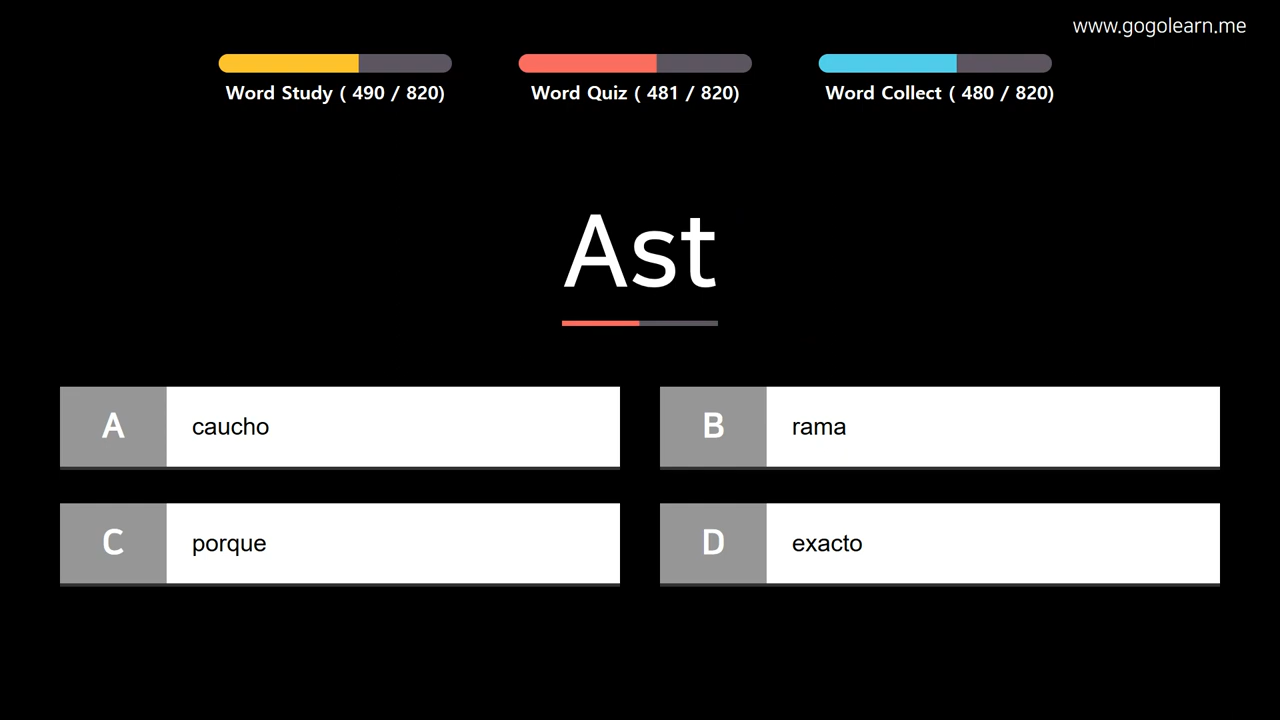 www.gogolearn.me
Word Study ( 490 / 820)
Word Quiz ( 481 / 820)
Word Collect ( 480 / 820)
Ast
A caucho
B rama
C porque
D exacto